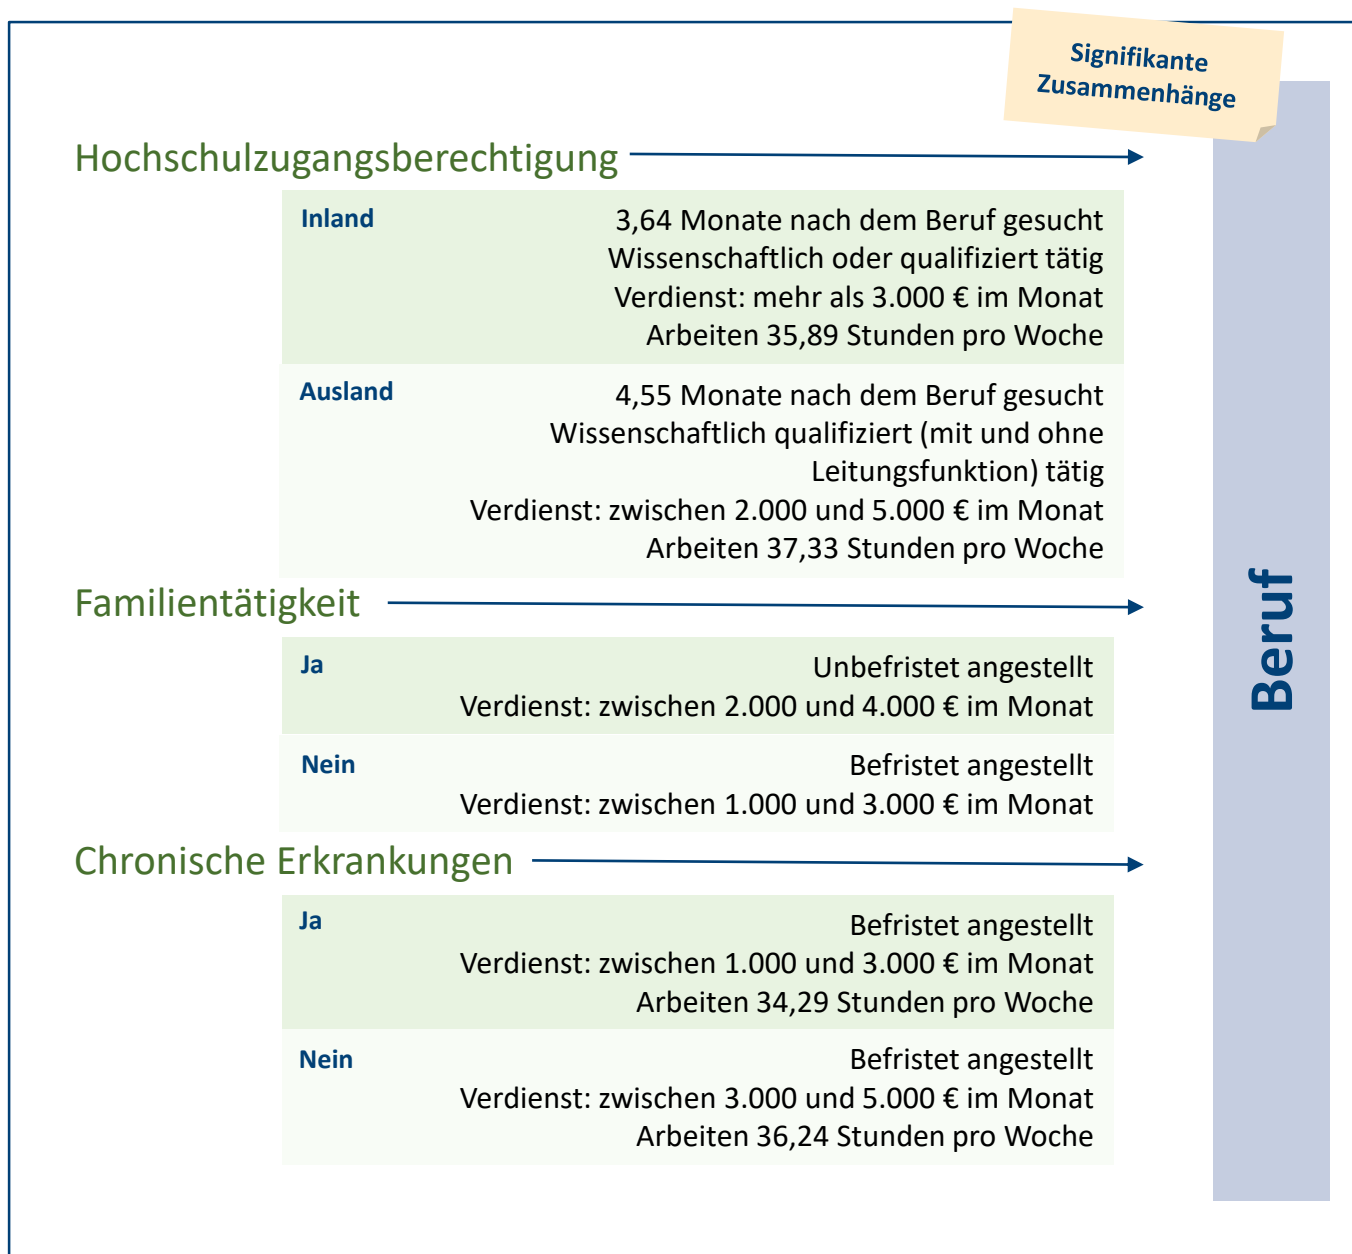 Signifikante
Zusammenhänge
Hochschulzugangsberechtigung
Inland
3,64 Monate nach dem Beruf gesucht
Wissenschaftlich oder qualifiziert tätig
Verdienst: mehr als 3.000 € im Monat
Arbeiten 35,89 Stunden pro Woche
Ausland
4,55 Monate nach dem Beruf gesucht
Wissenschaftlich qualifiziert (mit und ohne
Leitungsfunktion) tätig
Verdienst: zwischen 2.000 und 5.000 € im Monat
Arbeiten 37,33 Stunden pro Woche
Familientätigkeit
Ja
Unbefristet angestellt
Verdienst: zwischen 2.000 und 4.000 € im Monat
Nein
Befristet angestellt
Verdienst: zwischen 1.000 und 3.000 € im Monat
Chronische Erkrankungen
Ja
Befristet angestellt
Verdienst: zwischen 1.000 und 3.000 € im Monat
Arbeiten 34,29 Stunden pro Woche
Nein
Befristet angestellt
Verdienst: zwischen 3.000 und 5.000 € im Monat
Arbeiten 36,24 Stunden pro Woche
Beruf